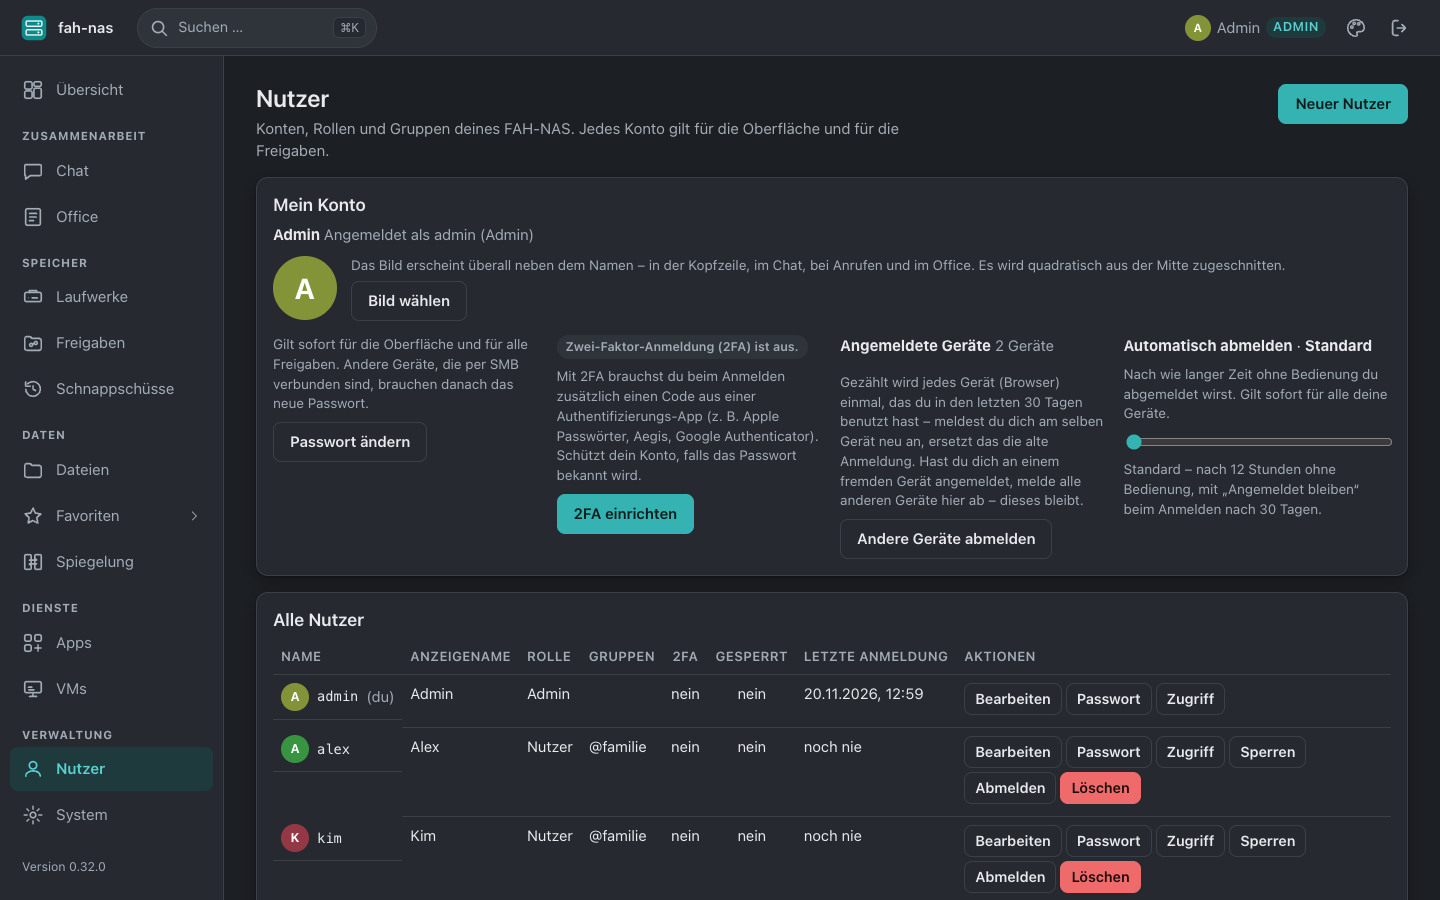 fah-nas
Suchen ...
⌘K
A
Admin
ADMIN
Übersicht
ZUSAMMENARBEIT
Chat
Office
SPEICHER
Laufwerke
Freigaben
Schnappschüsse
DATEN
Dateien
Favoriten
Spiegelung
DIENSTE
Apps
VMs
VERWALTUNG
Nutzer
System
Version 0.32.0
Nutzer
Konten, Rollen und Gruppen deines FAH-NAS. Jedes Konto gilt für die Oberfläche und für die
Freigaben.
Neuer Nutzer
Mein Konto
Admin Angemeldet als admin (Admin)
A
Das Bild erscheint überall neben dem Namen – in der Kopfzeile, im Chat, bei Anrufen und im Office. Es wird quadratisch aus der Mitte zugeschnitten.
Bild wählen
Gilt sofort für die Oberfläche und für alle
Freigaben. Andere Geräte, die per SMB
verbunden sind, brauchen danach das
neue Passwort.
Passwort ändern
Zwei-Faktor-Anmeldung (2FA) ist aus.
Mit 2FA brauchst du beim Anmelden
zusätzlich einen Code aus einer
Authentifizierungs-App (z. B. Apple
Passwörter, Aegis, Google Authenticator).
Schützt dein Konto, falls das Passwort
bekannt wird.
2FA einrichten
Angemeldete Geräte 2 Geräte
Gezählt wird jedes Gerät (Browser)
einmal, das du in den letzten 30 Tagen
benutzt hast – meldest du dich am selben
Gerät neu an, ersetzt das die alte
Anmeldung. Hast du dich an einem
fremden Gerät angemeldet, melde alle
anderen Geräte hier ab – dieses bleibt.
Andere Geräte abmelden
Automatisch abmelden · Standard
Nach wie langer Zeit ohne Bedienung du
abgemeldet wirst. Gilt sofort für alle deine
Geräte.
Standard – nach 12 Stunden ohne
Bedienung, mit „Angemeldet bleiben“
beim Anmelden nach 30 Tagen.
Alle Nutzer
NAME ANZEIGENAME ROLLE GRUPPEN 2FA GESPERRT LETZTE ANMELDUNG AKTIONEN
A admin (du) Admin Admin nein nein 20.11.2026, 12:59 Bearbeiten Passwort Zugriff
A alex Alex Nutzer @familie nein nein noch nie Bearbeiten Passwort Zugriff Sperren
Abmelden Löschen
K kim Kim Nutzer @familie nein nein noch nie Bearbeiten Passwort Zugriff Sperren
Abmelden Löschen